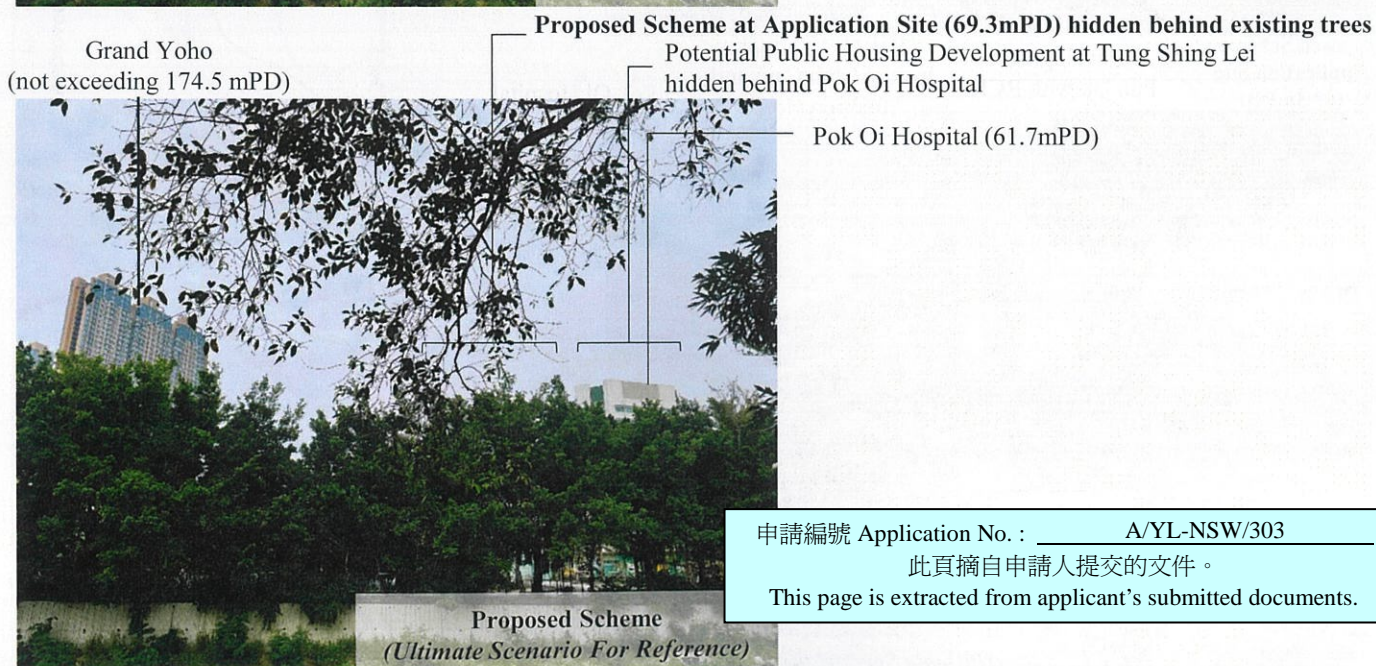 Proposed Scheme at Application Site (69.3mPD) hidden behind existing trees
Grand Yoho
(not exceeding 174.5 mPD)
Potential Public Housing Development at Tung Shing Lei
hidden behind Pok Oi Hospital
Pok Oi Hospital (61.7mPD)
申請編號 Application No. : A/YL-NSW/303
此頁摘自申請人提交的文件。
This page is extracted from applicant's submitted documents.
Proposed Scheme
(Ultimate Scenario For Reference)